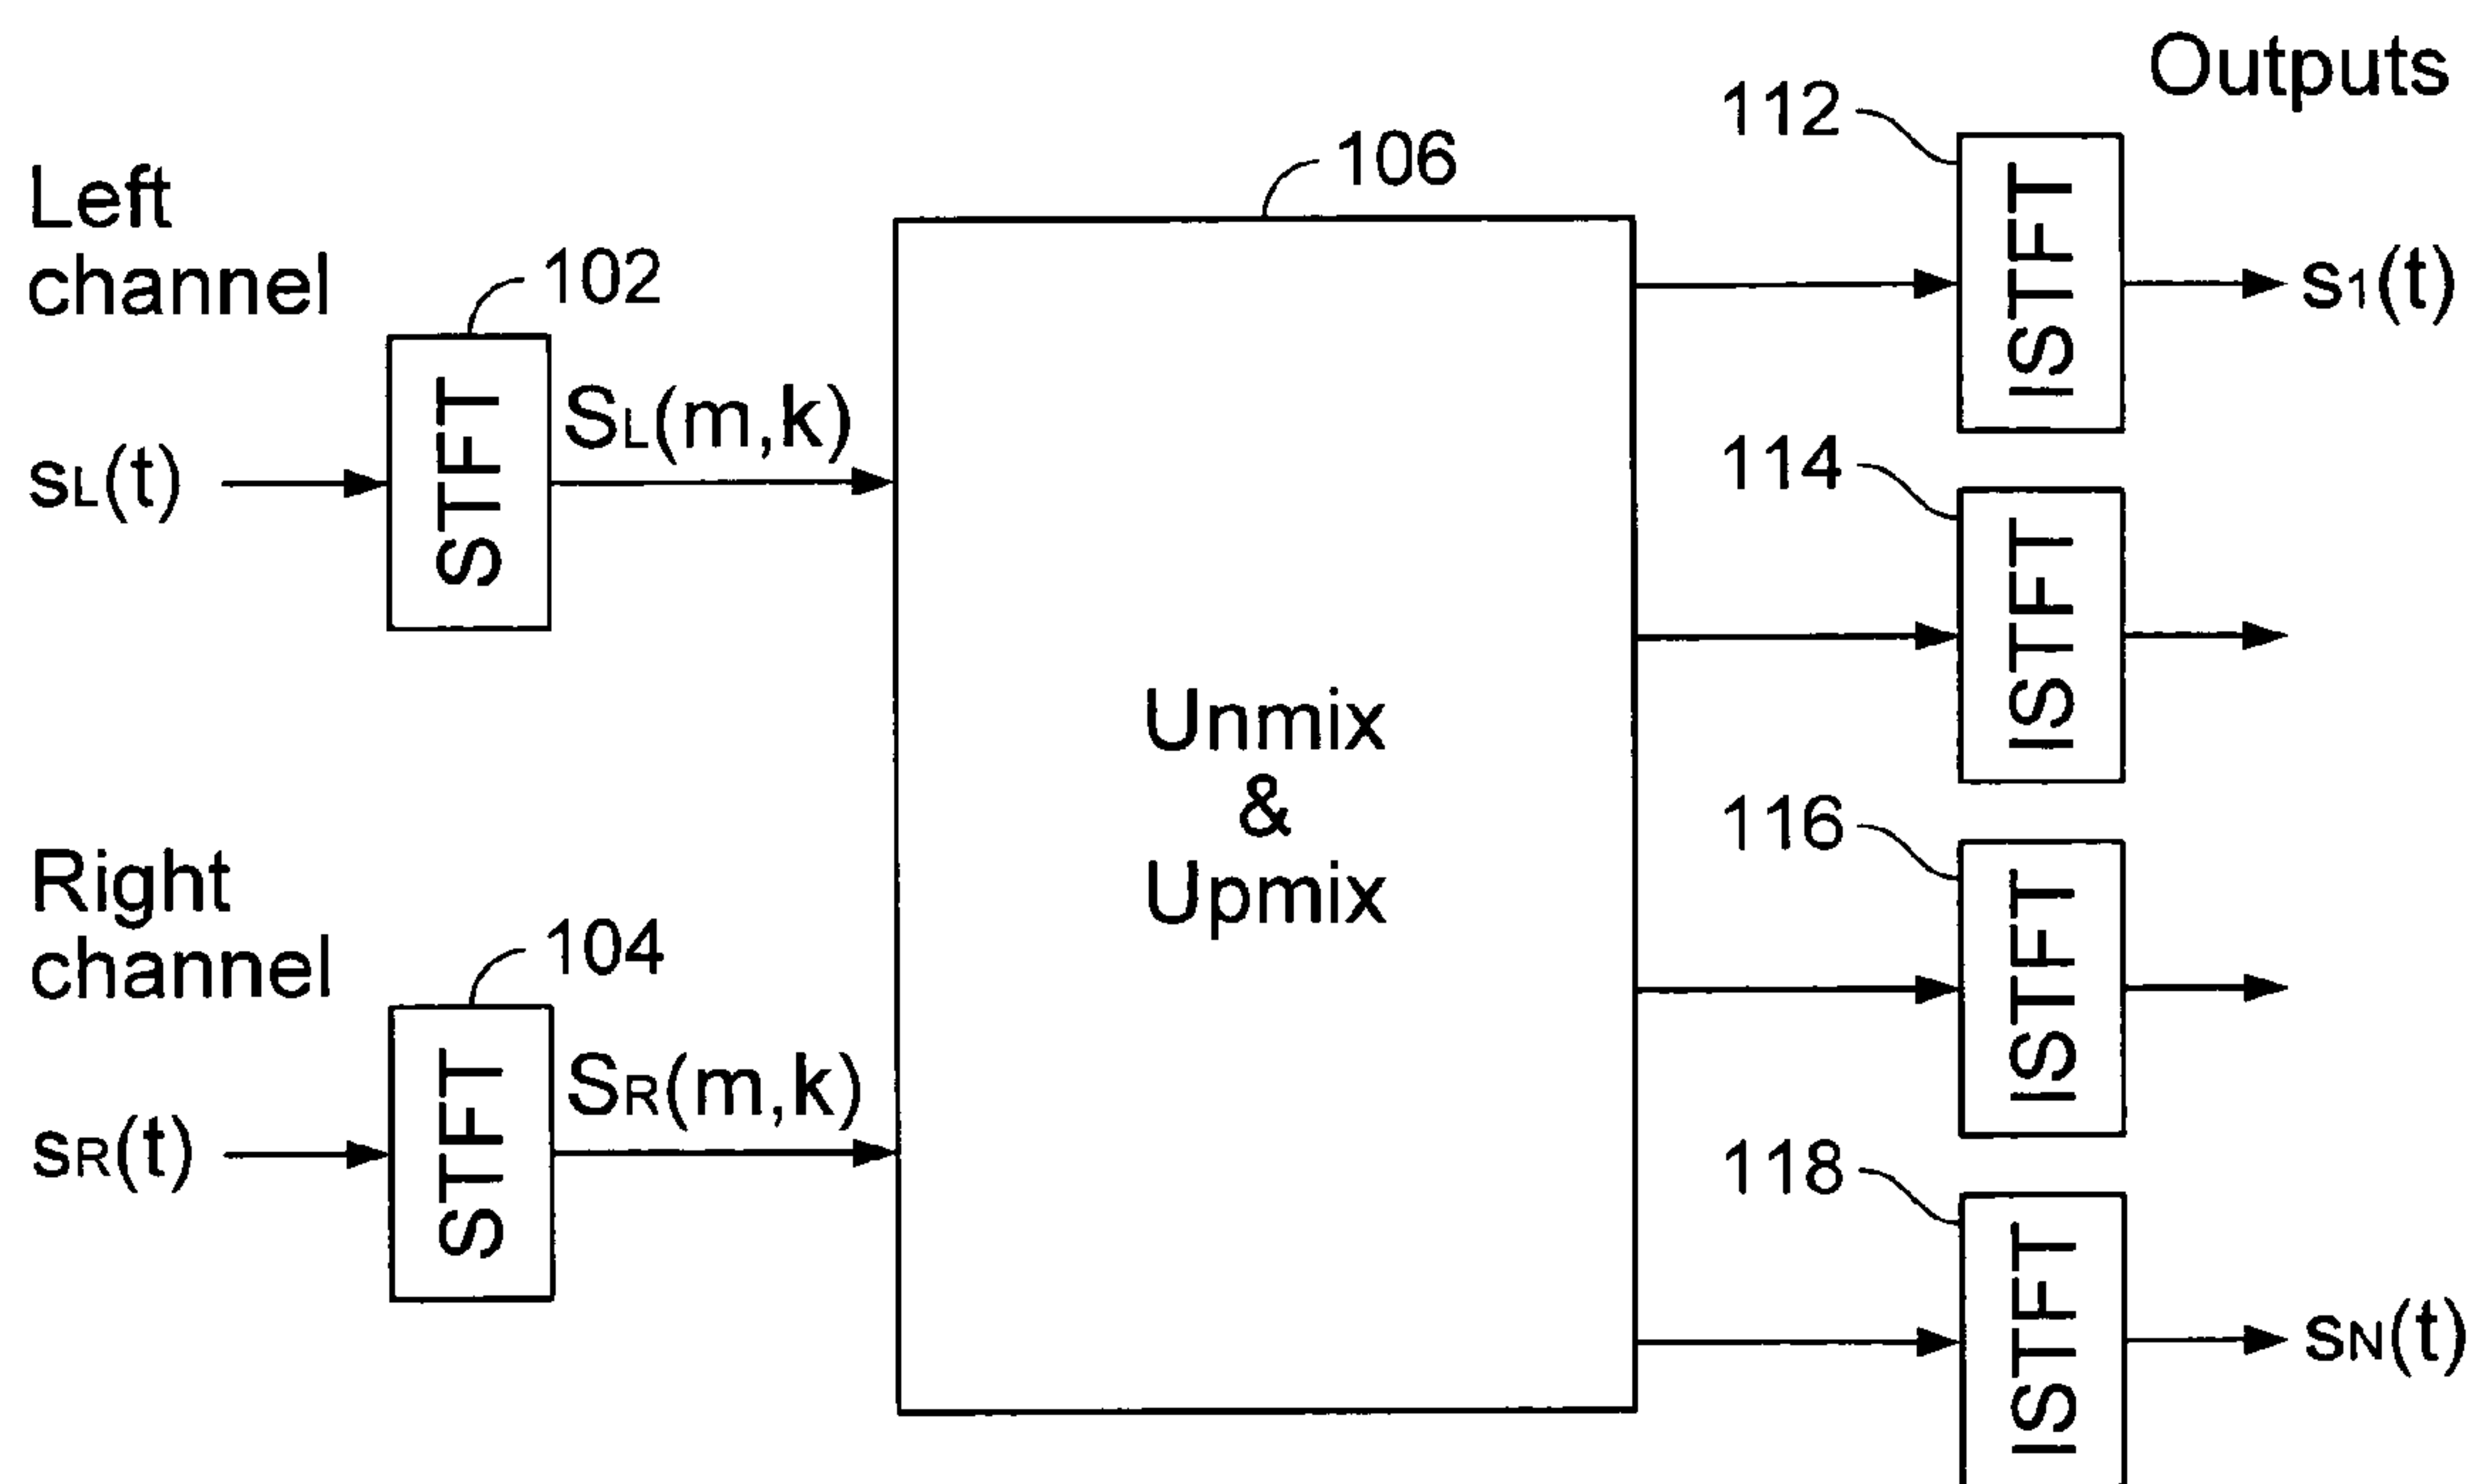 Outputs
112
106
Left
channel
102
STFT
ISTFT
s1(t)
SL(m,k)
sL(t)
114
ISTFT
Unmix
&
Upmix
116
ISTFT
Right
channel
104
STFT
SR(m,k)
sR(t)
118
ISTFT
sN(t)